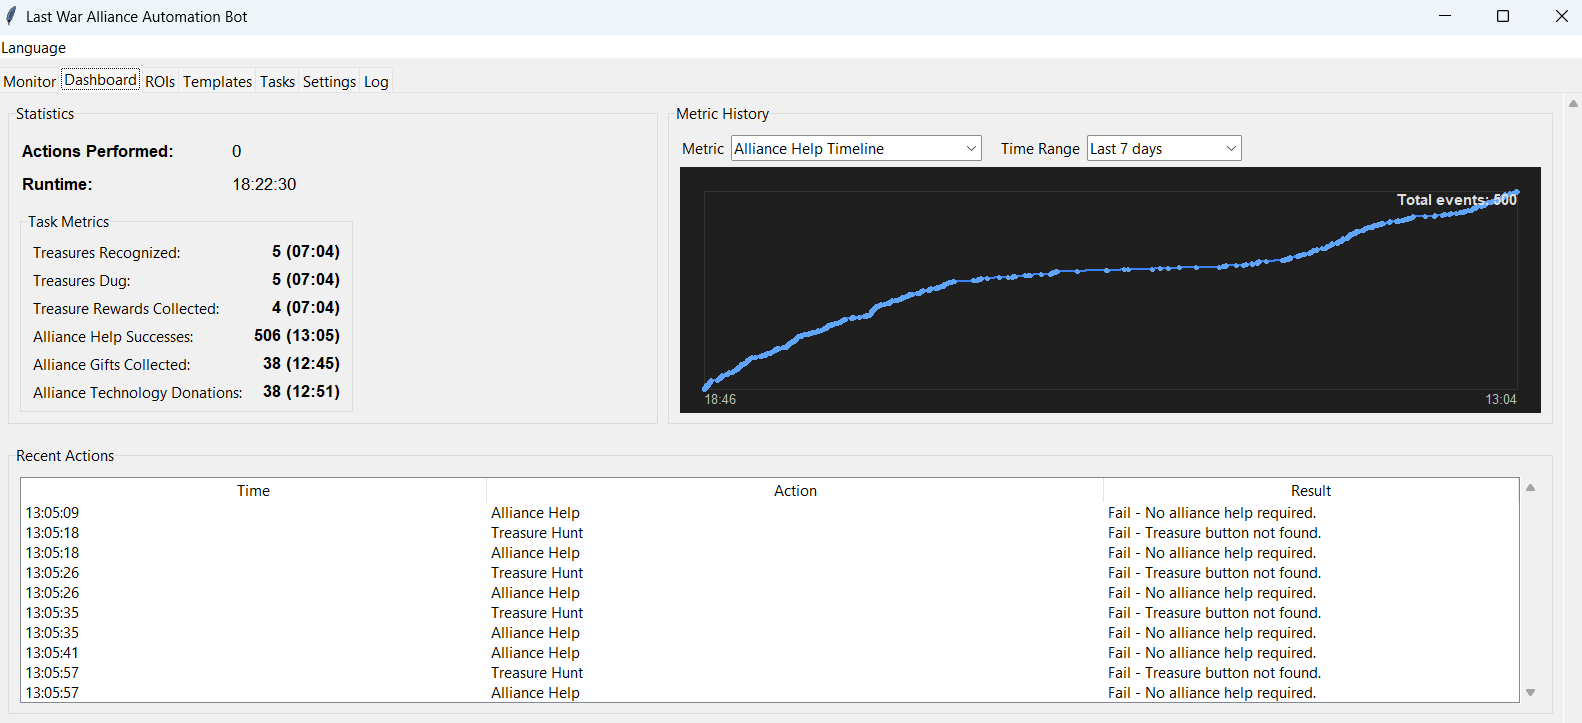 Last War Alliance Automation Bot
Language
Monitor Dashboard ROIs Templates Tasks Settings Log
Statistics
Actions Performed: 0
Runtime: 18:22:30
Task Metrics
Treasures Recognized: 5 (07:04)
Treasures Dug: 5 (07:04)
Treasure Rewards Collected: 4 (07:04)
Alliance Help Successes: 506 (13:05)
Alliance Gifts Collected: 38 (12:45)
Alliance Technology Donations: 38 (12:51)
Metric History
Metric Alliance Help Timeline Time Range Last 7 days
Total events: 500
18:46 13:04
Recent Actions
Time Action Result
13:05:09 Alliance Help Fail - No alliance help required.
13:05:18 Treasure Hunt Fail - Treasure button not found.
13:05:18 Alliance Help Fail - No alliance help required.
13:05:26 Treasure Hunt Fail - Treasure button not found.
13:05:26 Alliance Help Fail - No alliance help required.
13:05:35 Treasure Hunt Fail - Treasure button not found.
13:05:35 Alliance Help Fail - No alliance help required.
13:05:41 Alliance Help Fail - No alliance help required.
13:05:57 Treasure Hunt Fail - Treasure button not found.
13:05:57 Alliance Help Fail - No alliance help required.